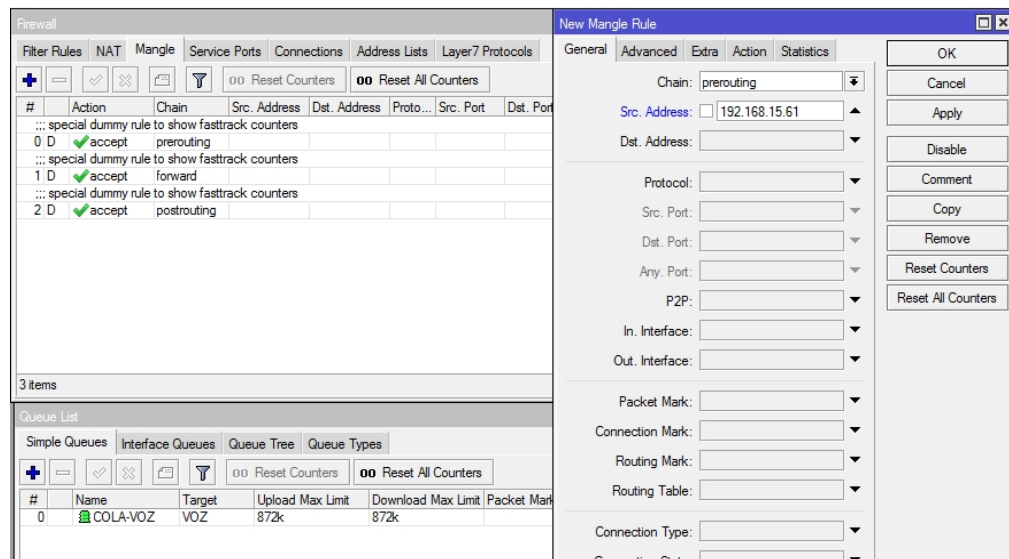 Firewall
Filter Rules NAT Mangle Service Ports Connections Address Lists Layer7 Protocols
00 Reset Counters 00 Reset All Counters
# Action Chain Src. Address Dst. Address Proto... Src. Port Dst. Port
;;; special dummy rule to show fasttrack counters
0 D accept prerouting
;;; special dummy rule to show fasttrack counters
1 D accept forward
;;; special dummy rule to show fasttrack counters
2 D accept postrouting
3 items
Queue List
Simple Queues Interface Queues Queue Tree Queue Types
00 Reset Counters 00 Reset All Counters
# Name Target Upload Max Limit Download Max Limit Packet Mark
0 COLA-VOZ VOZ 872k 872k
New Mangle Rule
General Advanced Extra Action Statistics
Chain: prerouting
Src. Address: 192.168.15.61
Dst. Address:
Protocol:
Src. Port:
Dst. Port:
Any. Port:
P2P:
In. Interface:
Out. Interface:
Packet Mark:
Connection Mark:
Routing Mark:
Routing Table:
Connection Type:
OK
Cancel
Apply
Disable
Comment
Copy
Remove
Reset Counters
Reset All Counters